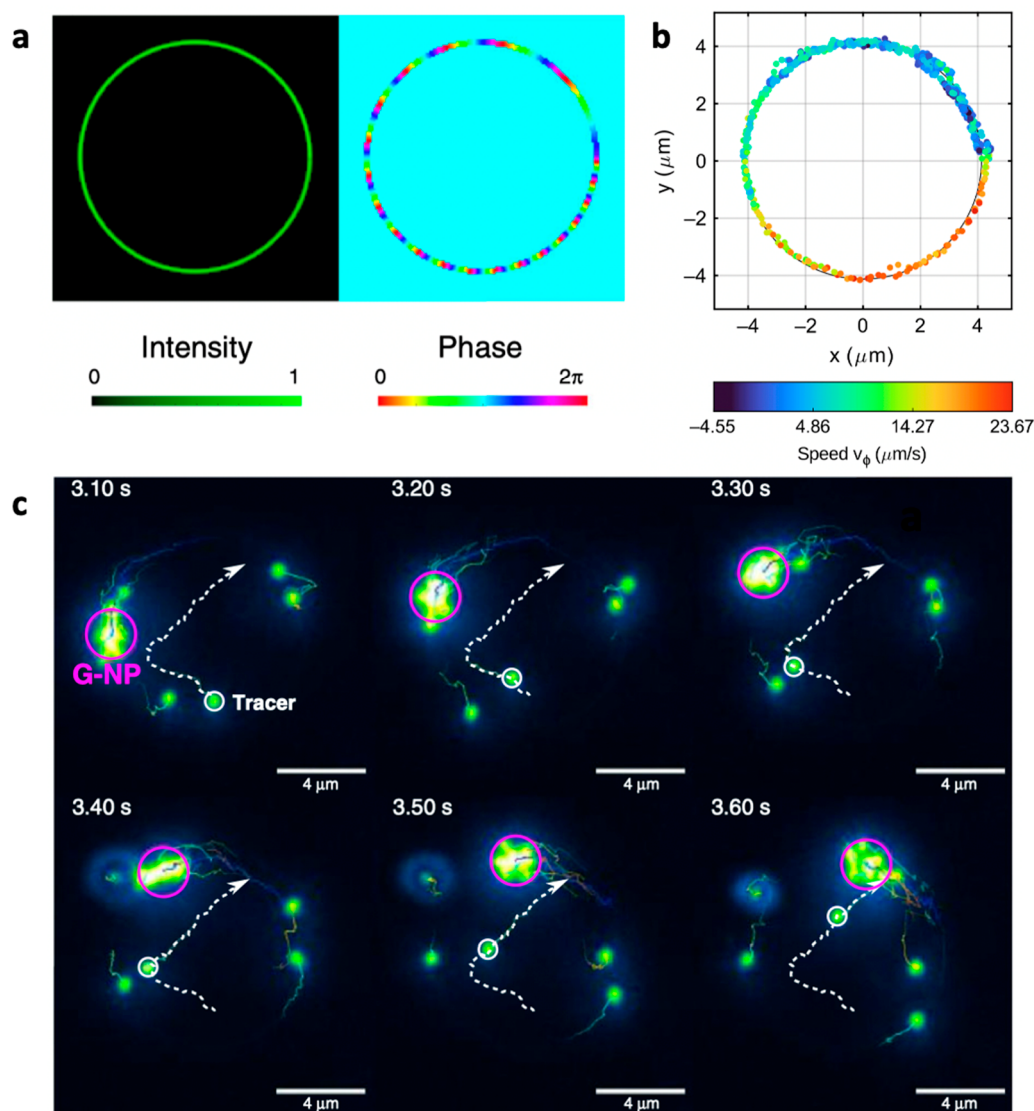 a
Intensity
0 1
Phase
0 2π
b
4
2
0
−2
−4
y (μm)
−4 −2 0 2 4
x (μm)
−4.55 4.86 14.27 23.67
Speed vϕ (μm/s)
c
3.10 s
G-NP
Tracer
4 μm
3.20 s
4 μm
3.30 s
4 μm
3.40 s
4 μm
3.50 s
4 μm
3.60 s
4 μm